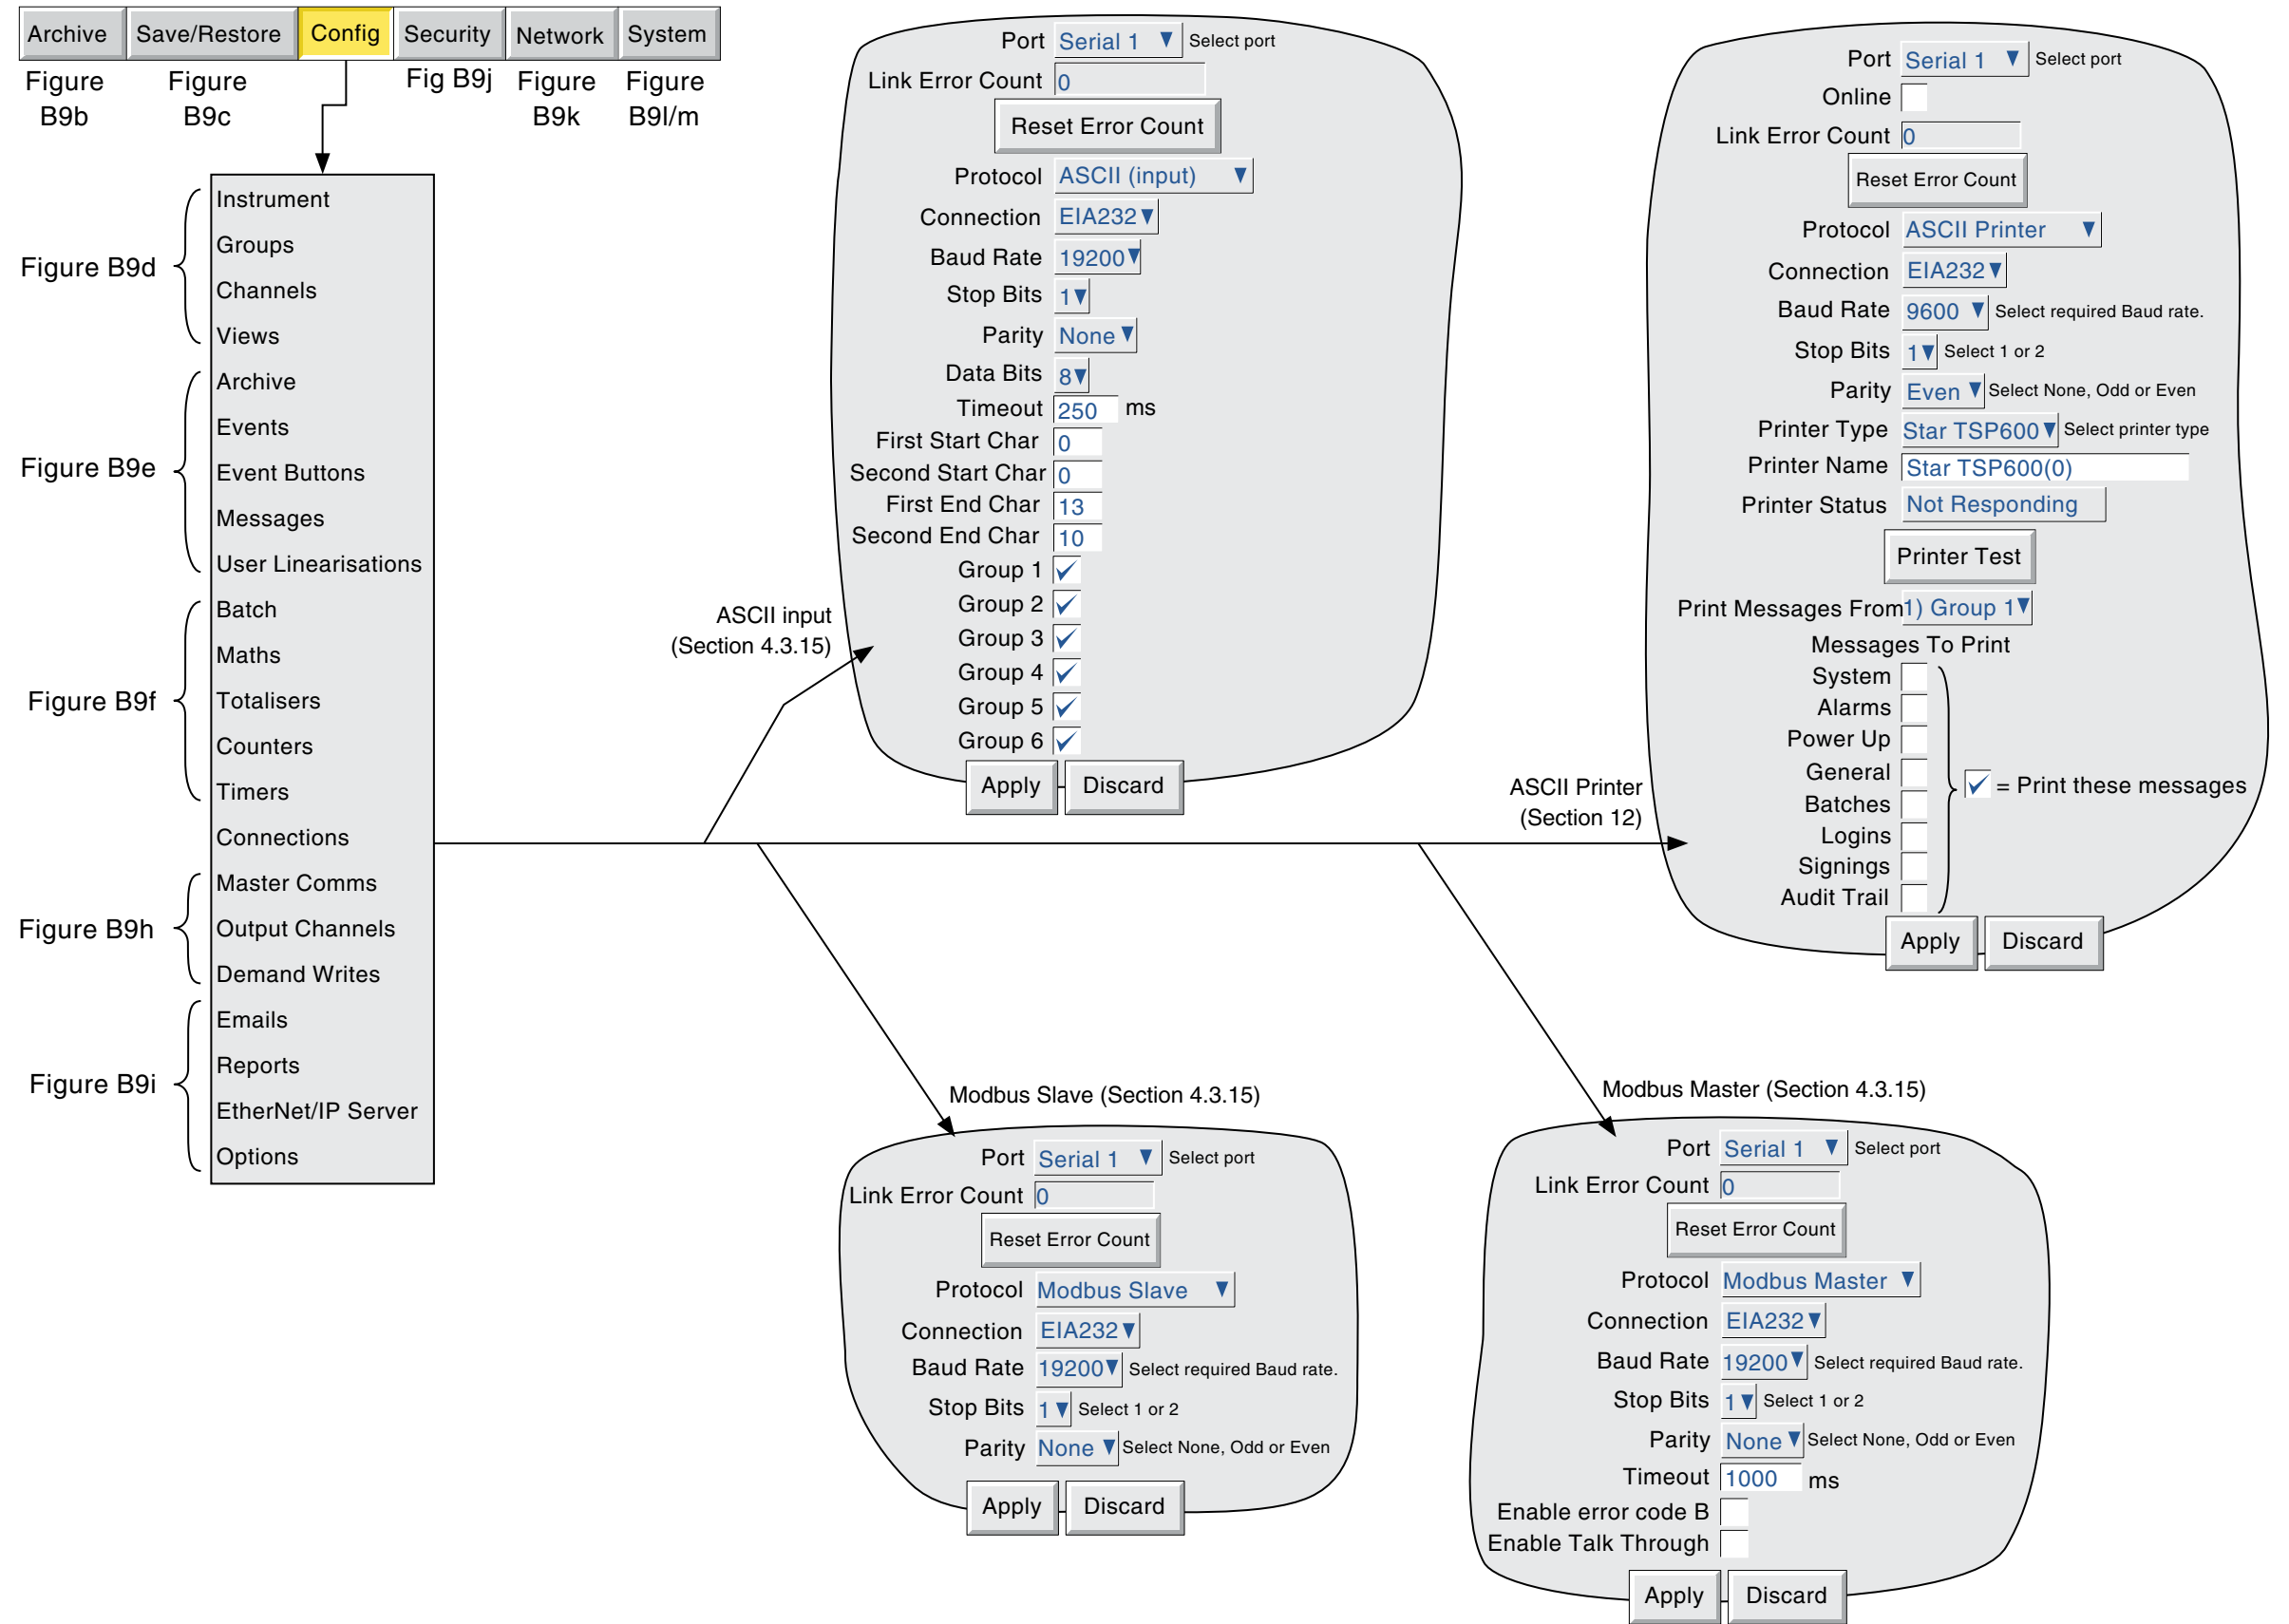 Archive Save/Restore Config Security Network System
Figure B9b
Figure B9c
Fig B9j
Figure B9k
Figure B9l/m
Figure B9d
Instrument
Groups
Channels
Views
Figure B9e
Archive
Events
Event Buttons
Messages
User Linearisations
Figure B9f
Batch
Maths
Totalisers
Counters
Timers
Connections
Figure B9h
Master Comms
Output Channels
Demand Writes
Figure B9i
Emails
Reports
EtherNet/IP Server
Options
ASCII input
(Section 4.3.15)
Port Serial 1 Select port
Link Error Count 0
Reset Error Count
Protocol ASCII (input)
Connection EIA232
Baud Rate 19200
Stop Bits 1
Parity None
Data Bits 8
Timeout 250 ms
First Start Char 0
Second Start Char 0
First End Char 13
Second End Char 10
Group 1
Group 2
Group 3
Group 4
Group 5
Group 6
Apply Discard
ASCII Printer
(Section 12)
Port Serial 1 Select port
Online
Link Error Count 0
Reset Error Count
Protocol ASCII Printer
Connection EIA232
Baud Rate 9600 Select required Baud rate.
Stop Bits 1 Select 1 or 2
Parity Even Select None, Odd or Even
Printer Type Star TSP600 Select printer type
Printer Name Star TSP600(0)
Printer Status Not Responding
Printer Test
Print Messages From 1) Group 1
Messages To Print
System
Alarms
Power Up
General
Batches
Logins
Signings
Audit Trail
= Print these messages
Apply Discard
Modbus Slave (Section 4.3.15)
Port Serial 1 Select port
Link Error Count 0
Reset Error Count
Protocol Modbus Slave
Connection EIA232
Baud Rate 19200 Select required Baud rate.
Stop Bits 1 Select 1 or 2
Parity None Select None, Odd or Even
Apply Discard
Modbus Master (Section 4.3.15)
Port Serial 1 Select port
Link Error Count 0
Reset Error Count
Protocol Modbus Master
Connection EIA232
Baud Rate 19200 Select required Baud rate.
Stop Bits 1 Select 1 or 2
Parity None Select None, Odd or Even
Timeout 1000 ms
Enable error code B
Enable Talk Through
Apply Discard